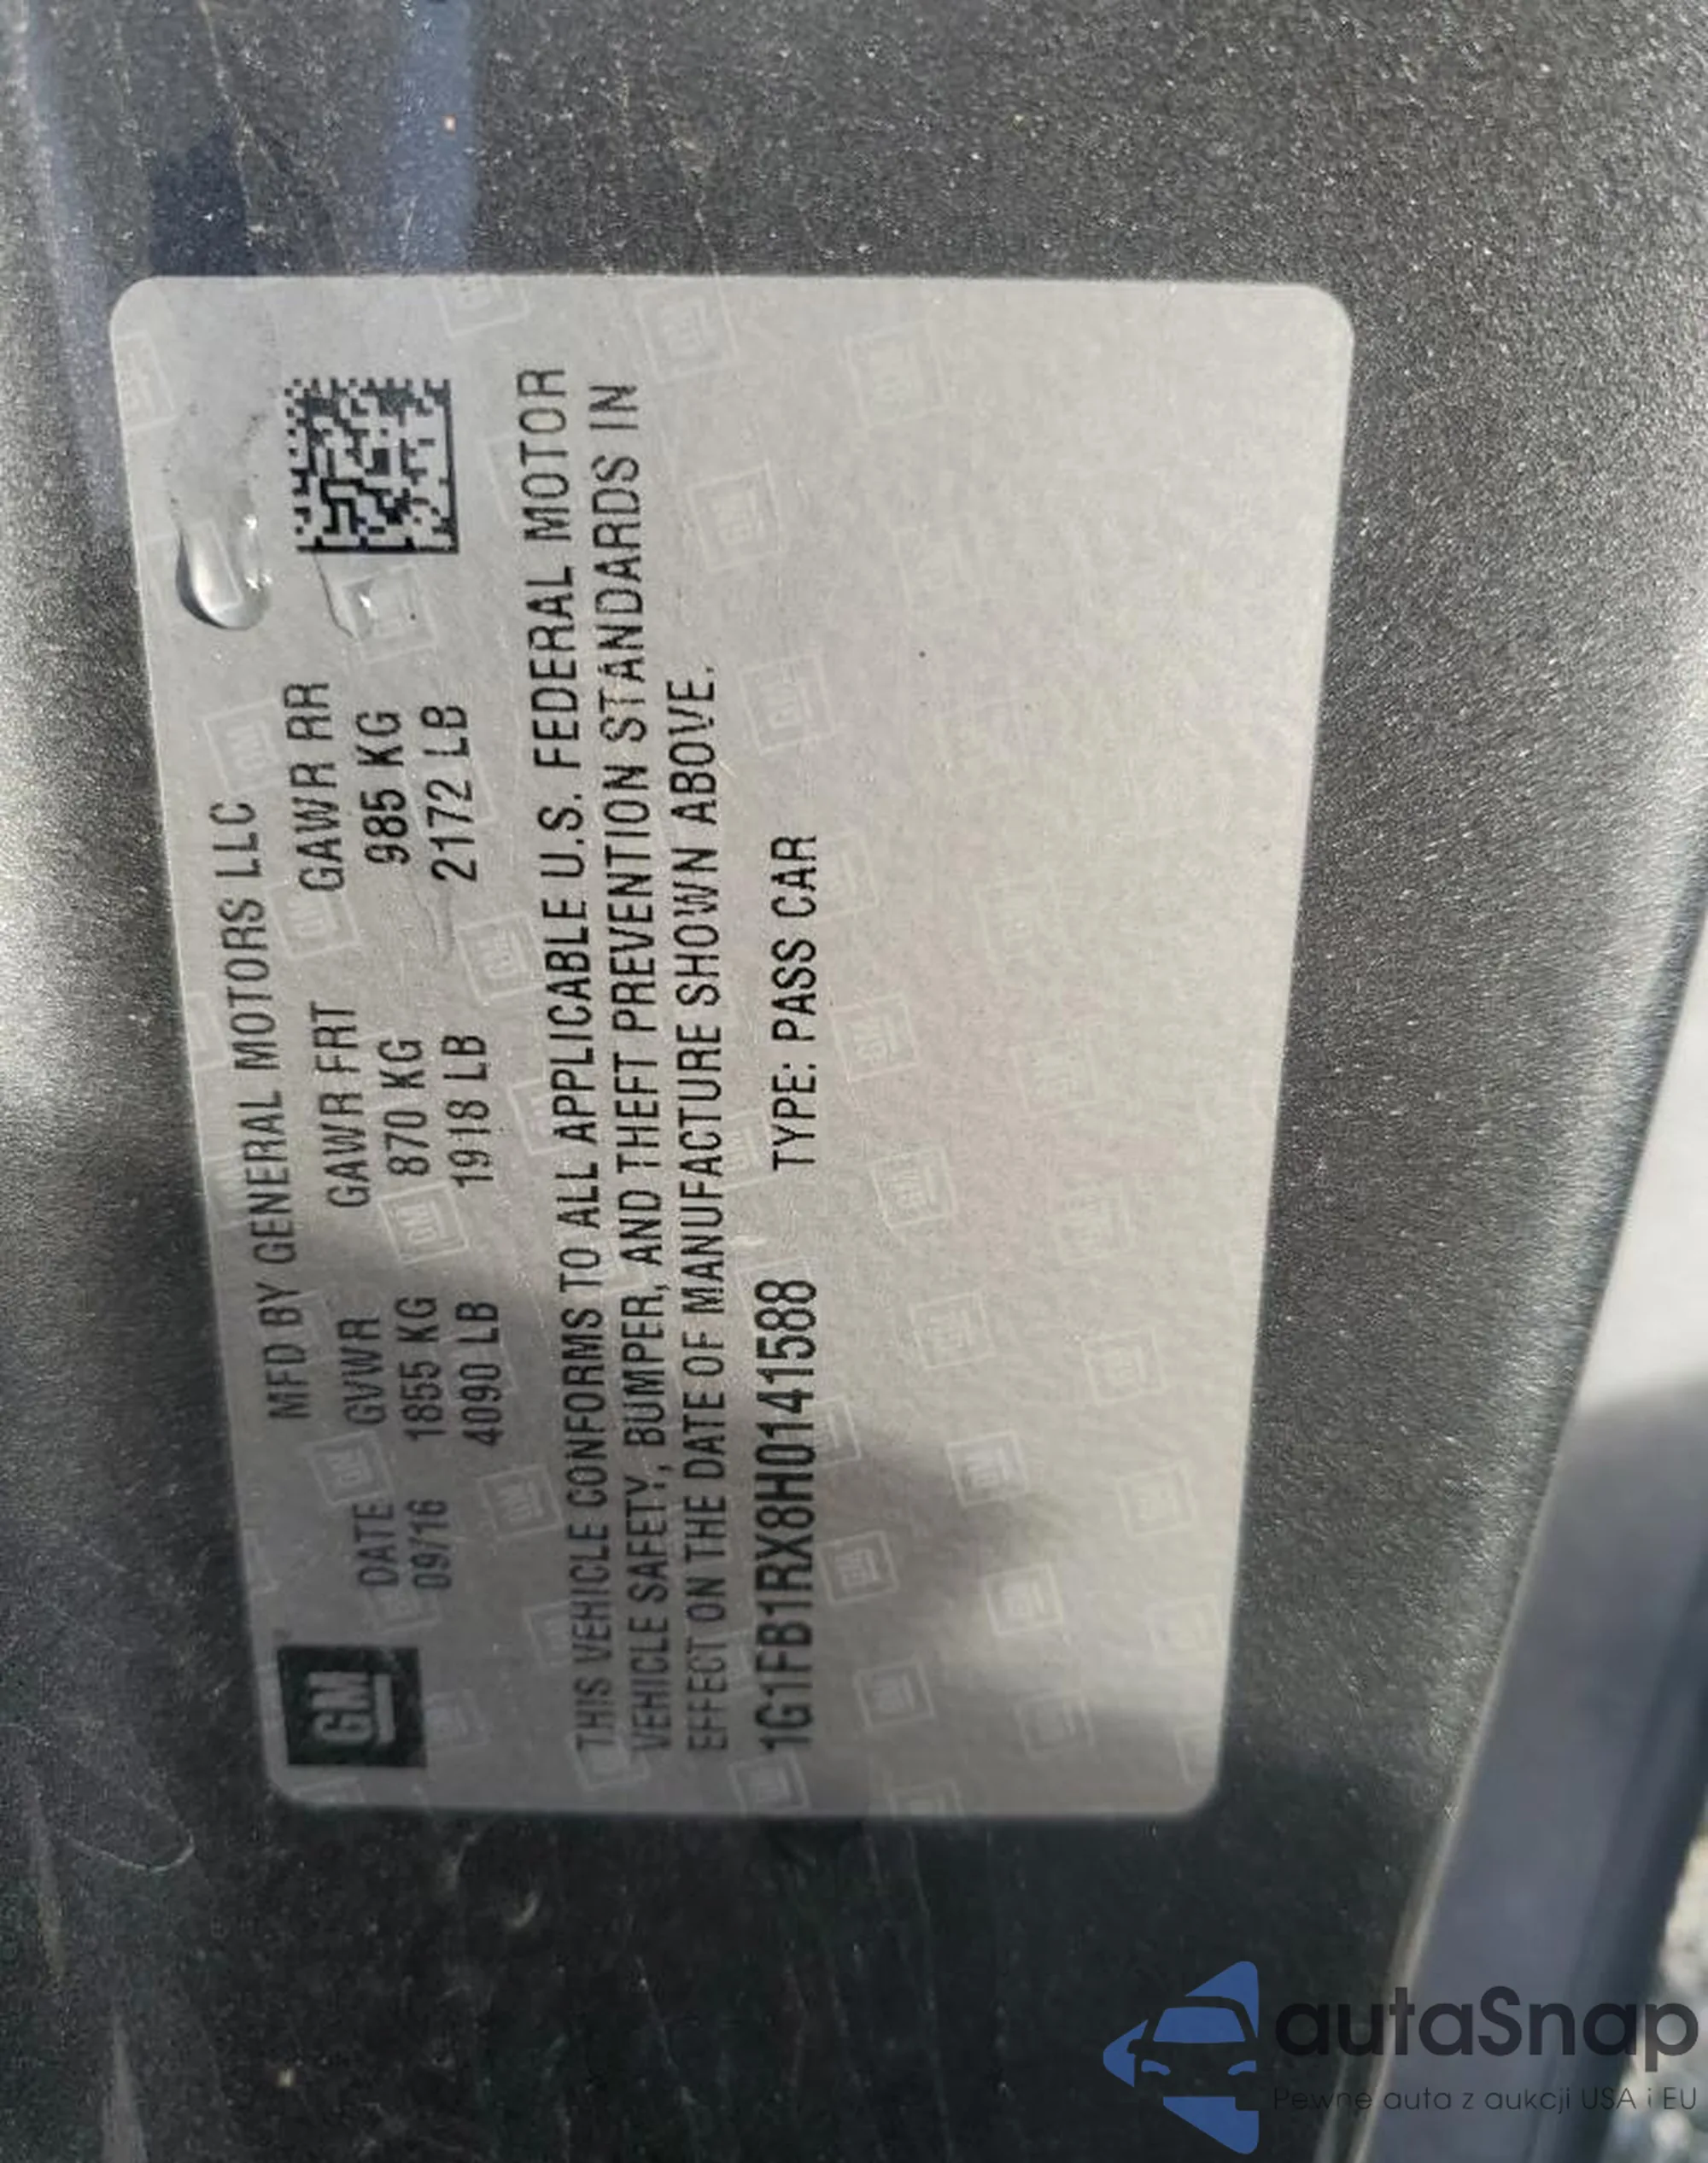 MFD BY GENERAL MOTORS LLC
GM
DATE GVWR GAWR FRT GAWR RR
09/16 1855 KG 870 KG 985 KG
4090 LB 1918 LB 2172 LB
THIS VEHICLE CONFORMS TO ALL APPLICABLE U.S. FEDERAL MOTOR
VEHICLE SAFETY, BUMPER, AND THEFT PREVENTION STANDARDS IN
EFFECT ON THE DATE OF MANUFACTURE SHOWN ABOVE.
1G1FB1RX8H0141588 TYPE: PASS CAR
autaSnap
Pewne auta z aukcji USA i EU